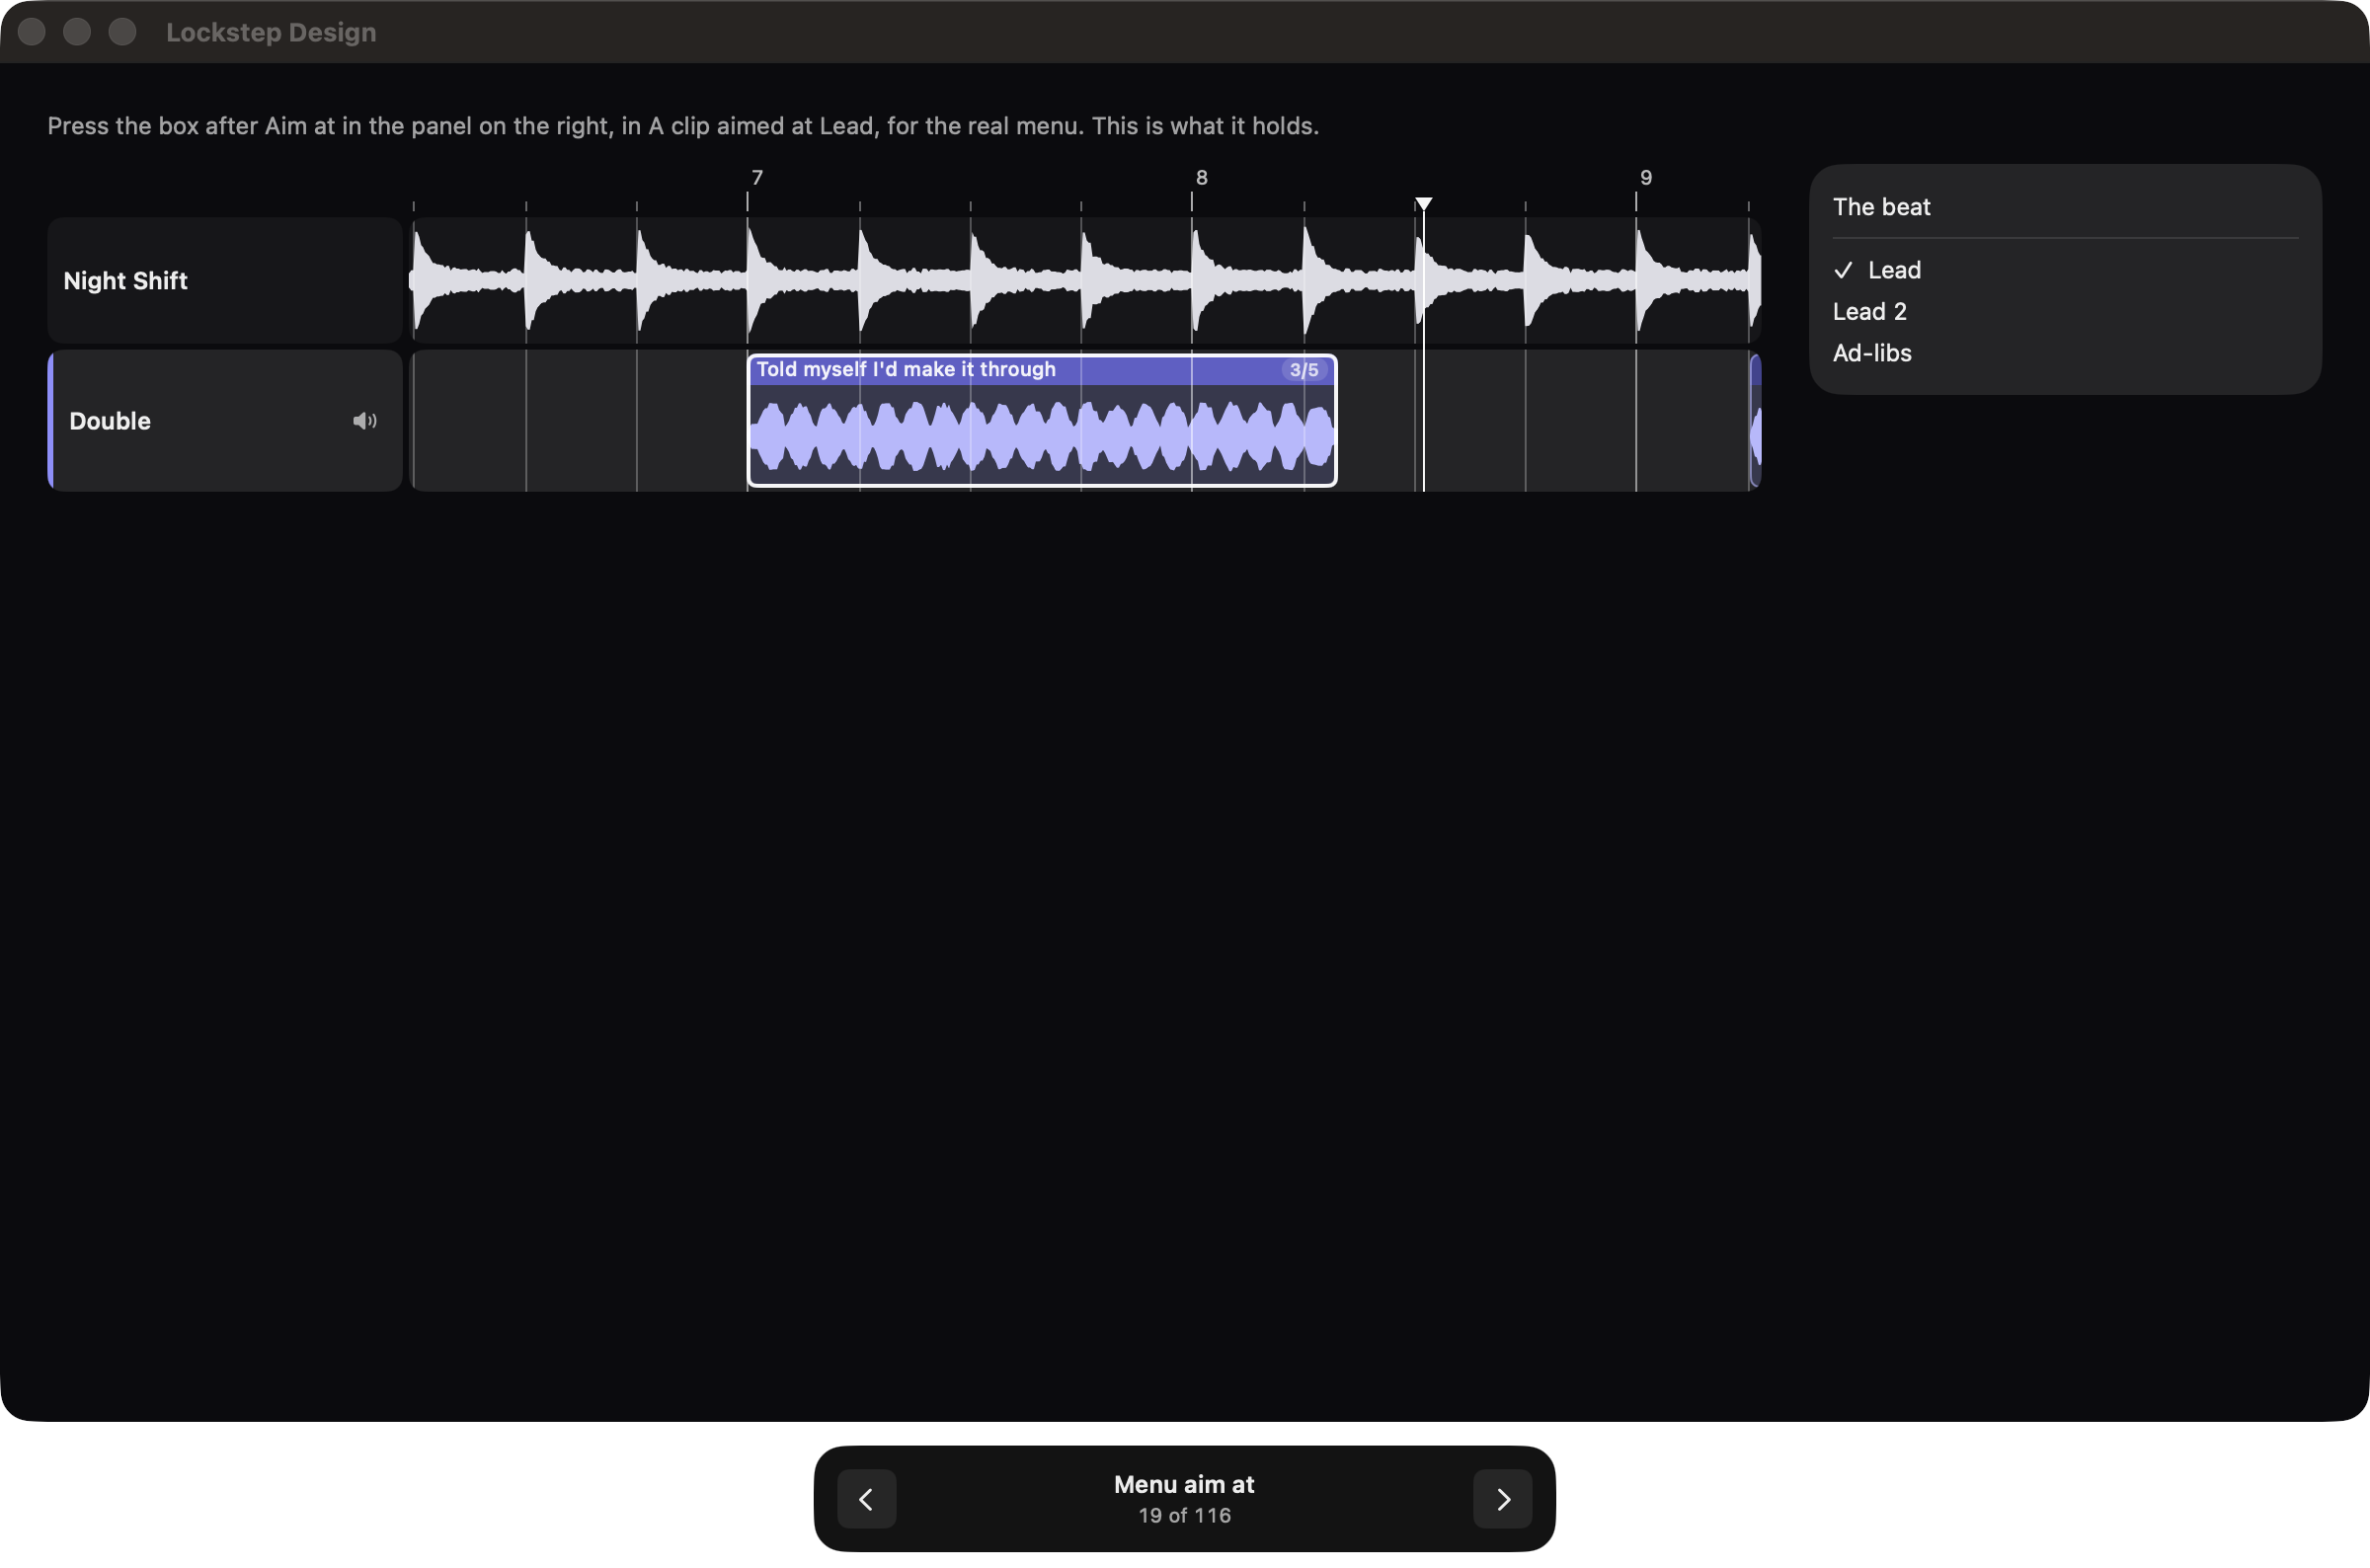 Lockstep Design
Press the box after Aim at in the panel on the right, in A clip aimed at Lead, for the real menu. This is what it holds.
7 8 9
Night Shift
Double
Told myself I'd make it through 3/5
The beat
✓ Lead
Lead 2
Ad-libs
Menu aim at
19 of 116